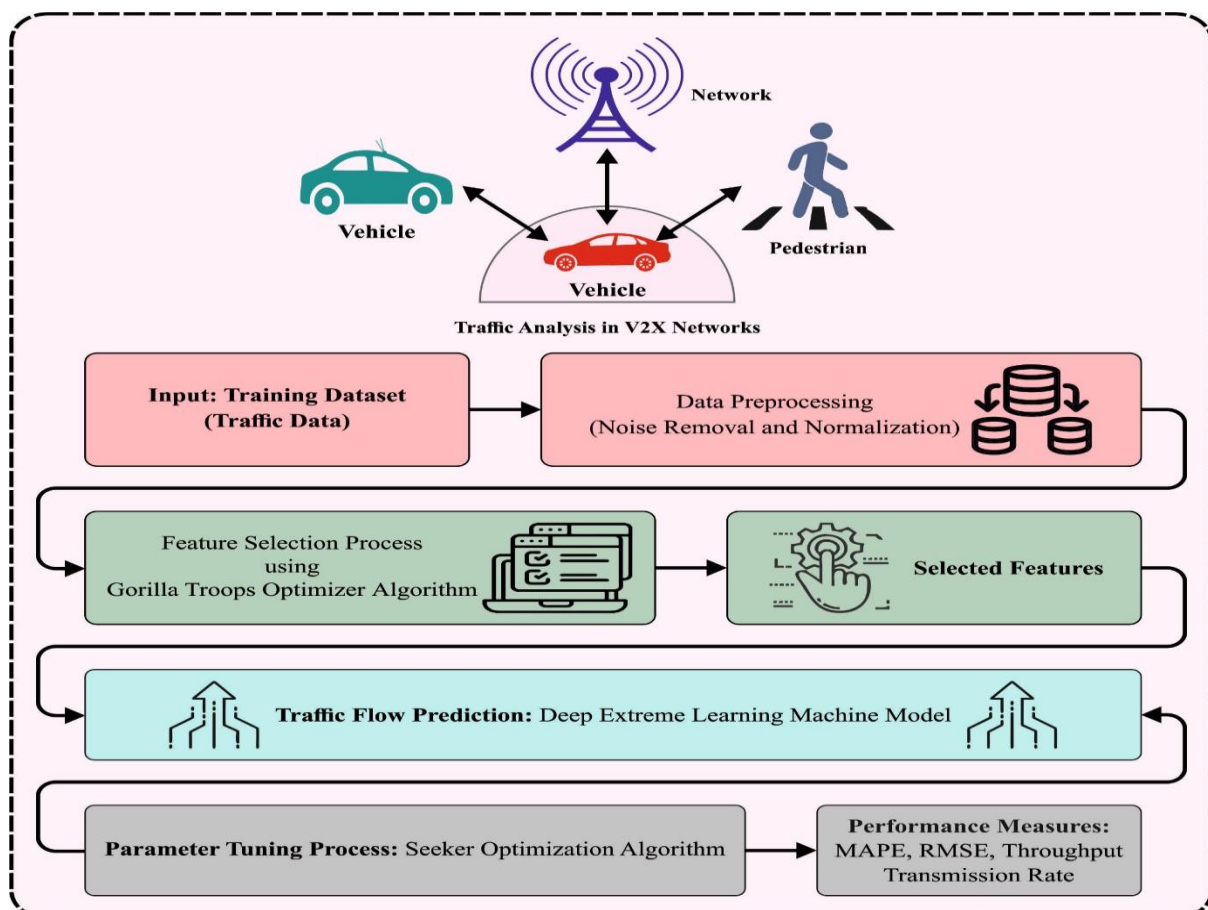 Network
Vehicle
Pedestrian
Vehicle
Traffic Analysis in V2X Networks
Input: Training Dataset
(Traffic Data)
Data Preprocessing
(Noise Removal and Normalization)
Feature Selection Process
using
Gorilla Troops Optimizer Algorithm
Selected Features
Traffic Flow Prediction: Deep Extreme Learning Machine Model
Parameter Tuning Process: Seeker Optimization Algorithm
Performance Measures:
MAPE, RMSE, Throughput
Transmission Rate